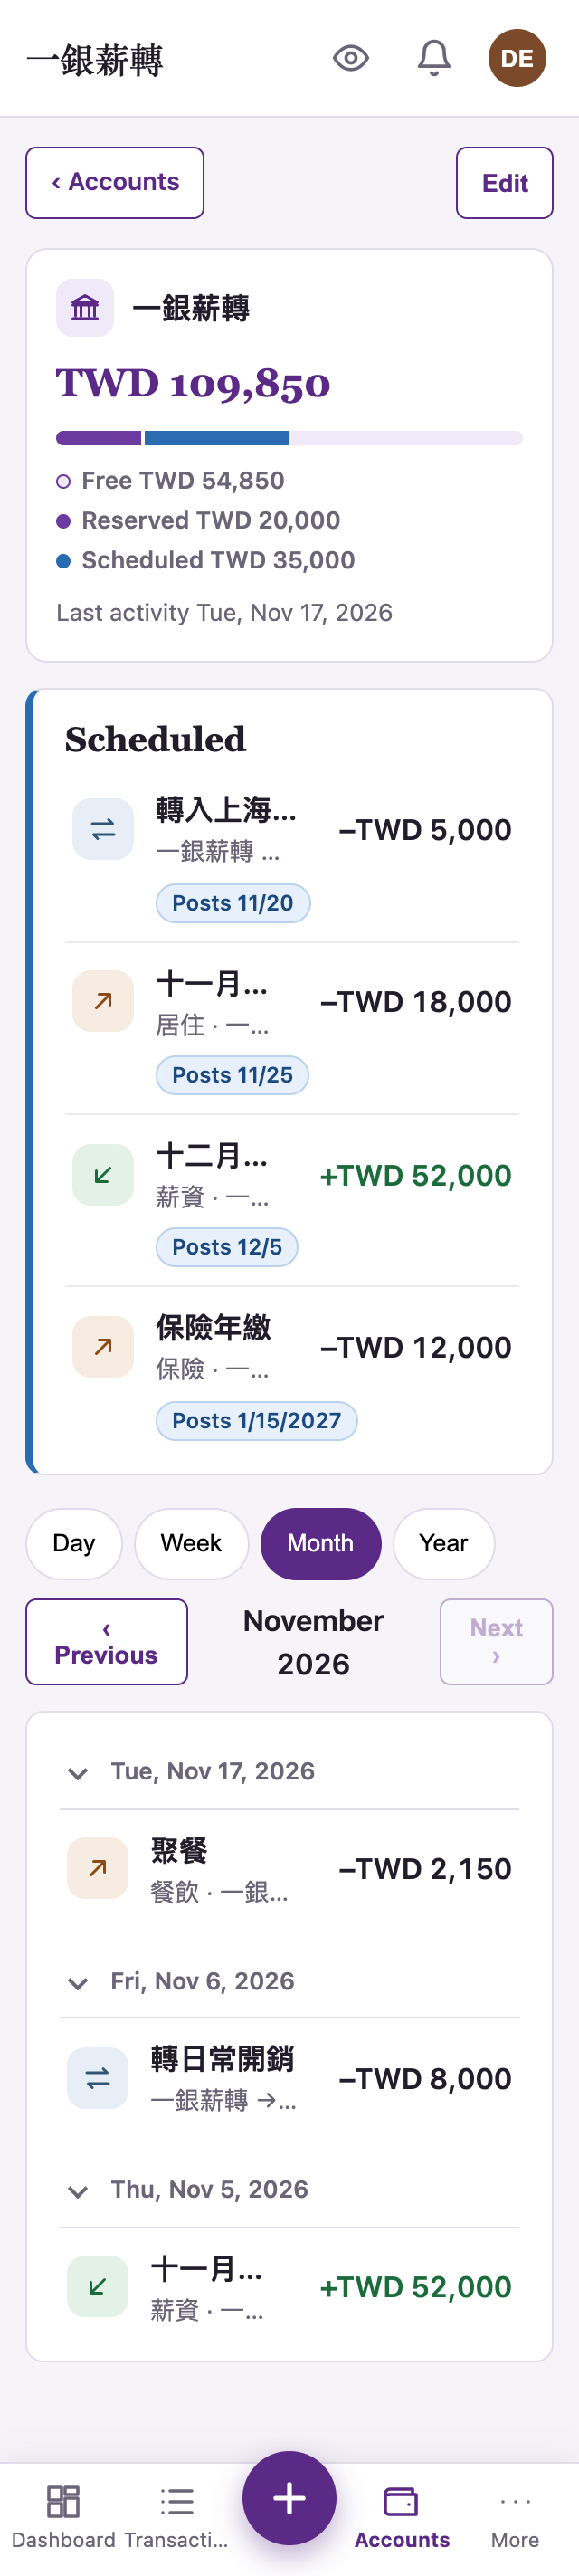 一銀薪轉
DE
‹ Accounts
Edit
一銀薪轉
TWD 109,850
Free TWD 54,850
Reserved TWD 20,000
Scheduled TWD 35,000
Last activity Tue, Nov 17, 2026
Scheduled
轉入上海...
–TWD 5,000
一銀薪轉 ...
Posts 11/20
十一月...
–TWD 18,000
居住 · 一...
Posts 11/25
十二月...
+TWD 52,000
薪資 · 一...
Posts 12/5
保險年繳
–TWD 12,000
保險 · 一...
Posts 1/15/2027
Day
Week
Month
Year
‹
Previous
November
2026
Next
›
Tue, Nov 17, 2026
聚餐
–TWD 2,150
餐飲 · 一銀...
Fri, Nov 6, 2026
轉日常開銷
–TWD 8,000
一銀薪轉 →...
Thu, Nov 5, 2026
十一月...
+TWD 52,000
薪資 · 一...
Dashboard
Transacti...
Accounts
More